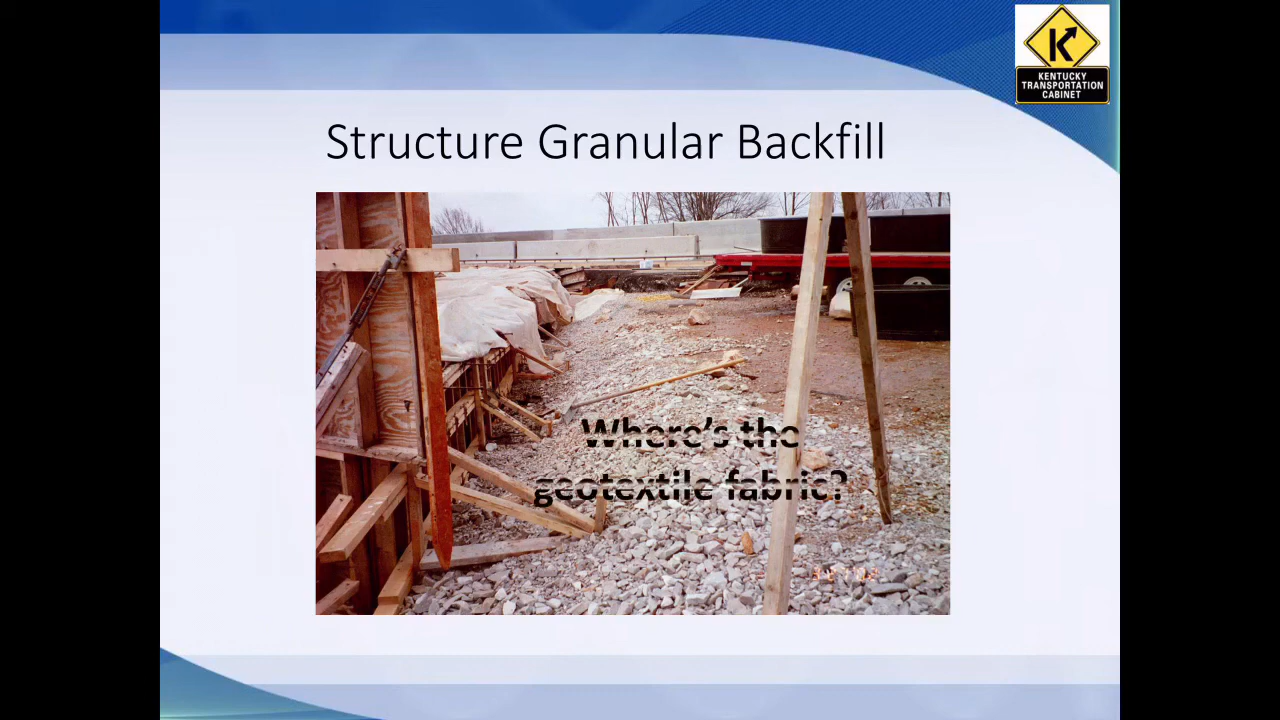 KENTUCKY
TRANSPORTATION
CABINET
Structure Granular Backfill
Where's the
geotextile fabric?